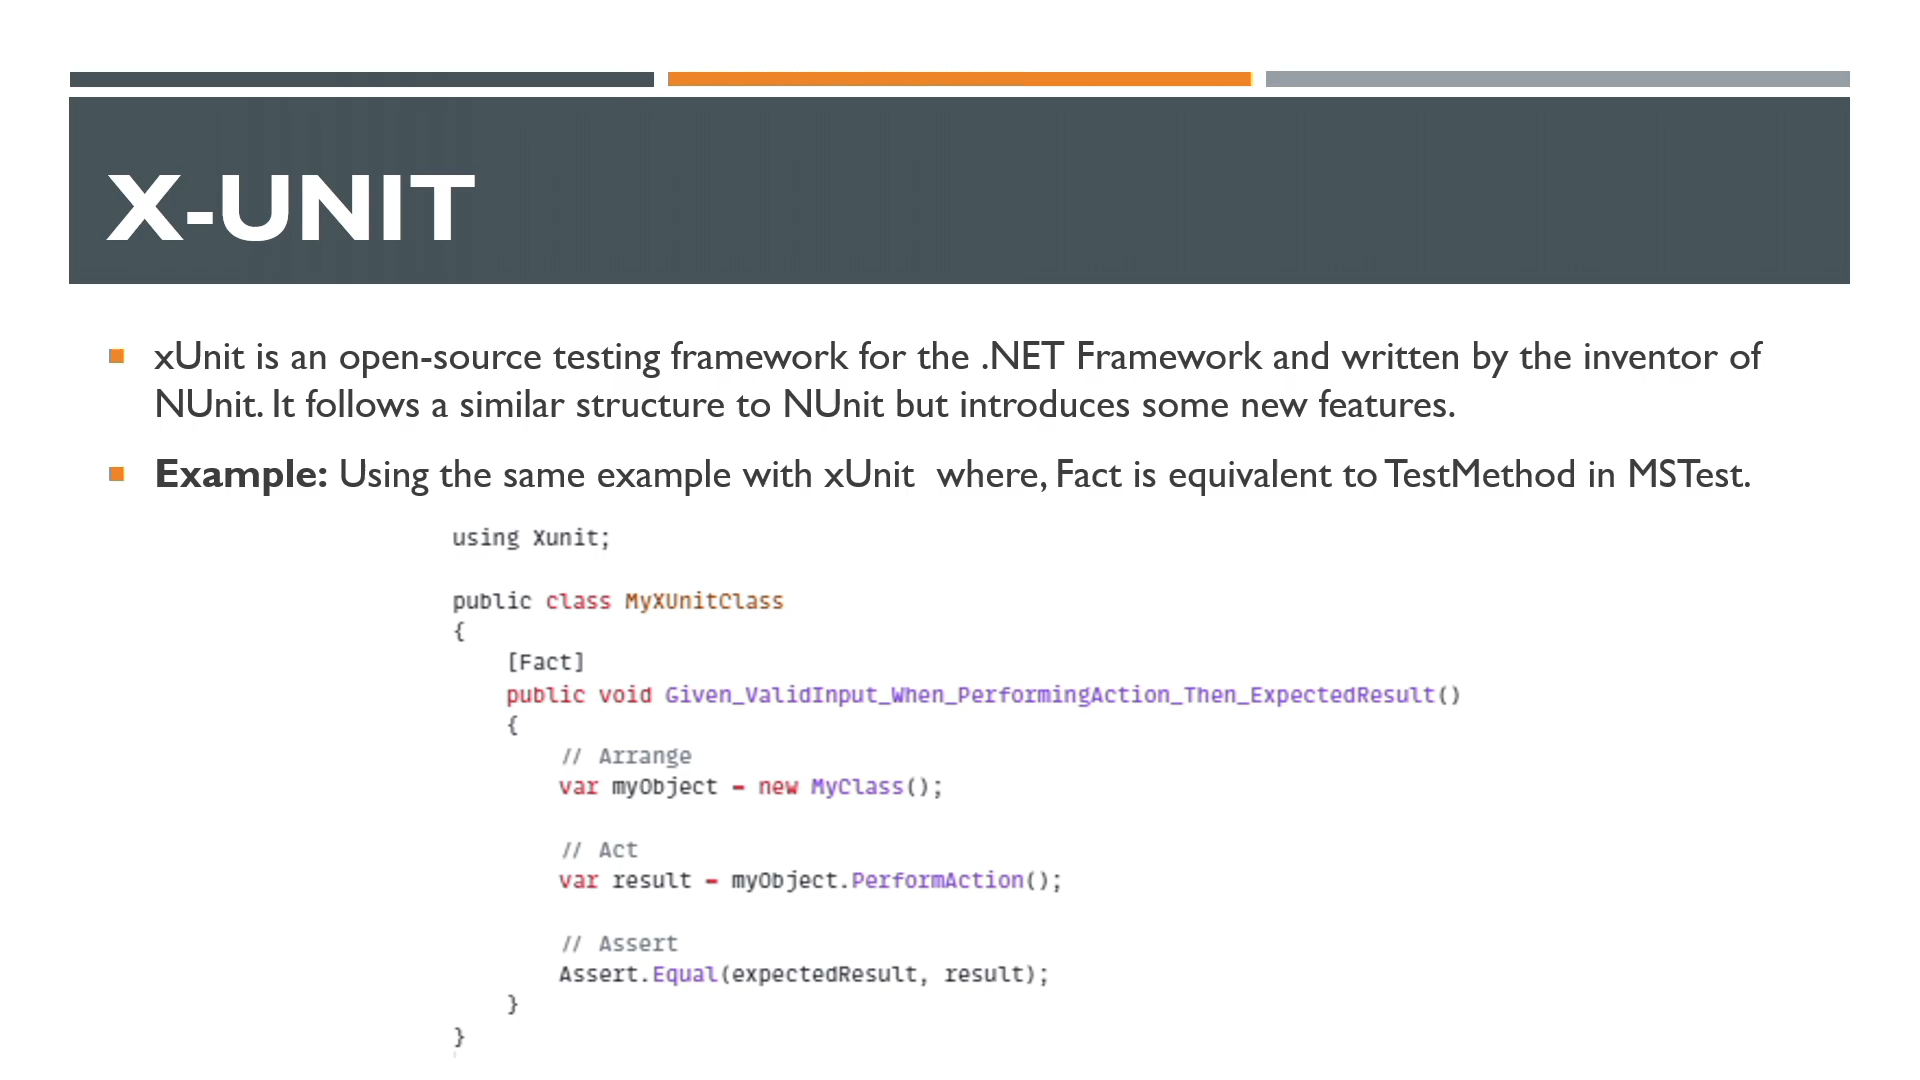 X-UNIT
xUnit is an open-source testing framework for the .NET Framework and written by the inventor of
NUnit. It follows a similar structure to NUnit but introduces some new features.
Example: Using the same example with xUnit  where, Fact is equivalent to TestMethod in MSTest.
using Xunit;
public class MyXUnitClass
{
[Fact]
public void Given_ValidInput_When_PerformingAction_Then_ExpectedResult()
{
// Arrange
var myObject = new MyClass();
// Act
var result = myObject.PerformAction();
// Assert
Assert.Equal(expectedResult, result);
}
}